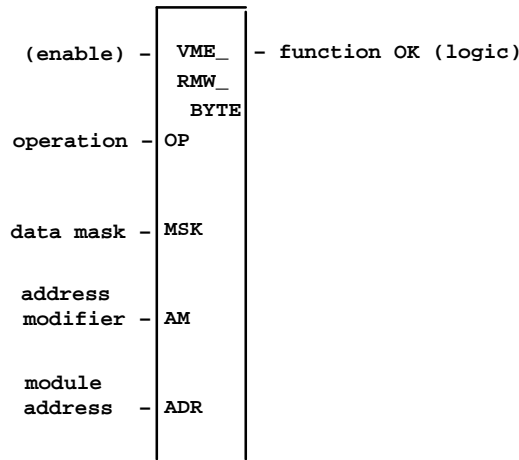 (enable) – VME_ – function OK (logic)
RMW_
BYTE
operation – OP
data mask – MSK
address
modifier – AM
module
address – ADR